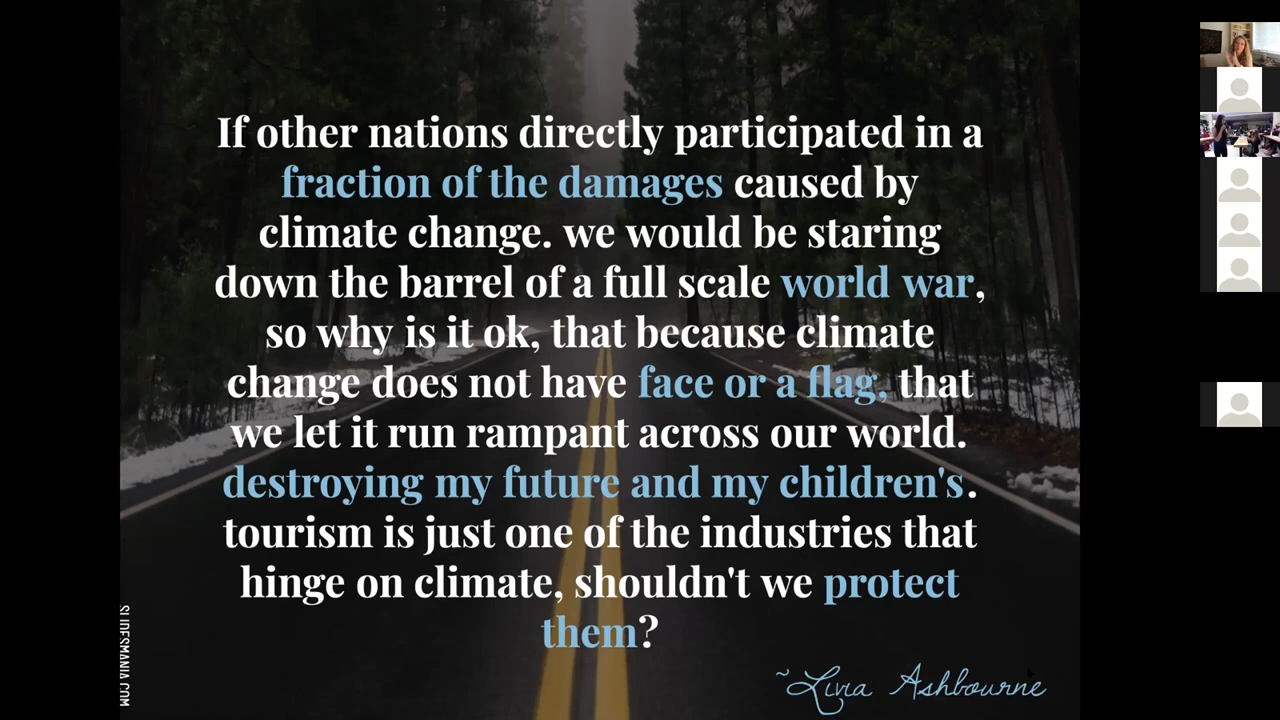 If other nations directly participated in a
fraction of the damages caused by
climate change. we would be staring
down the barrel of a full scale world war,
so why is it ok, that because climate
change does not have face or a flag, that
we let it run rampant across our world.
destroying my future and my children's.
tourism is just one of the industries that
hinge on climate, shouldn't we protect
them?
~Livia Ashbourne
SLIDESMANIA.COM